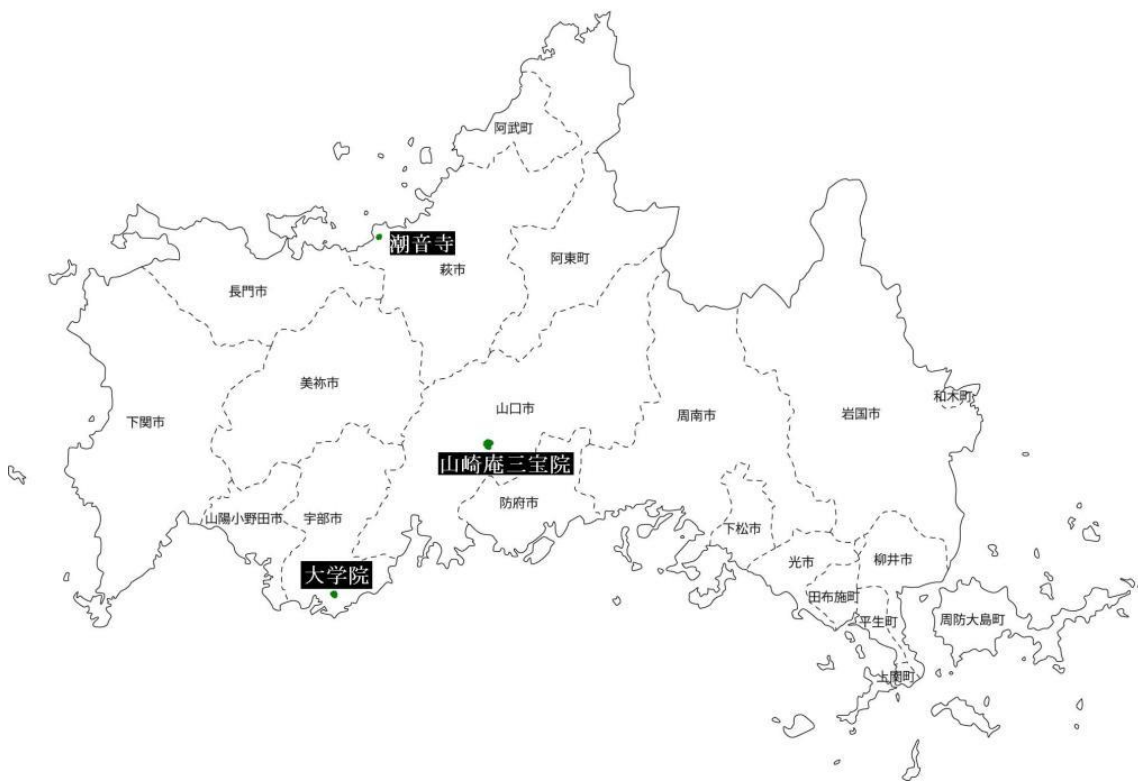 阿武町
潮音寺
萩市
阿東町
長門市
美祢市
下関市
山口市
周南市
岩国市
和木町
山崎庵三宝院
防府市
山陽小野田市
宇部市
下松市
光市
柳井市
大学院
田布施町
平生町
周防大島町
上関町